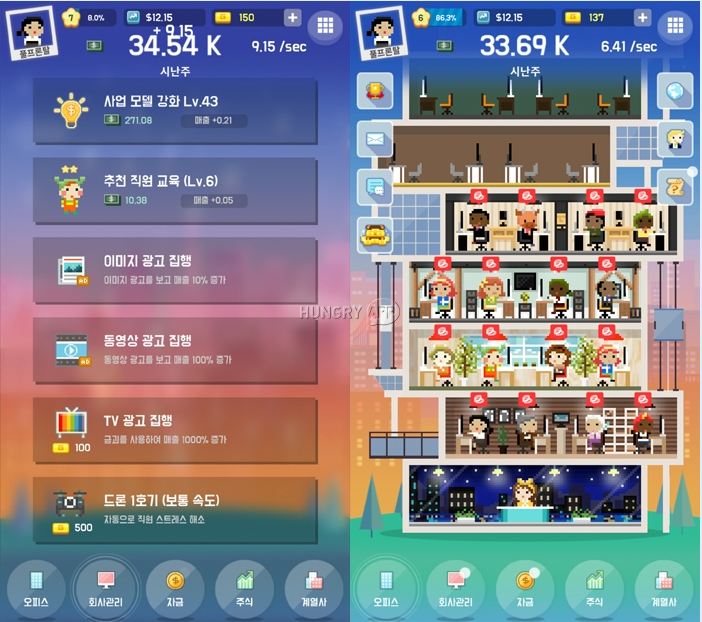 7
8.0%
$12.15
150
+ 9.15
34.54 K
9.15 /sec
풀프론탈
시난주
사업 모델 강화 Lv.43
271.08
매출 +0.21
추천 직원 교육 (Lv.6)
10.38
매출 +0.05
이미지 광고 집행
이미지 광고를 보고 매출 10% 증가
AD
동영상 광고 집행
동영상 광고를 보고 매출 100% 증가
AD
TV 광고 집행
금괴를 사용하여 매출 1000% 증가
100
드론 1호기 (보통 속도)
자동으로 직원 스트레스 해소
500
오피스
회사관리
자금
주식
계열사
6
86.3%
$12.15
137
33.69 K
6.41 /sec
풀프론탈
시난주
HUNGRY APP
오피스
회사관리
자금
주식
계열사